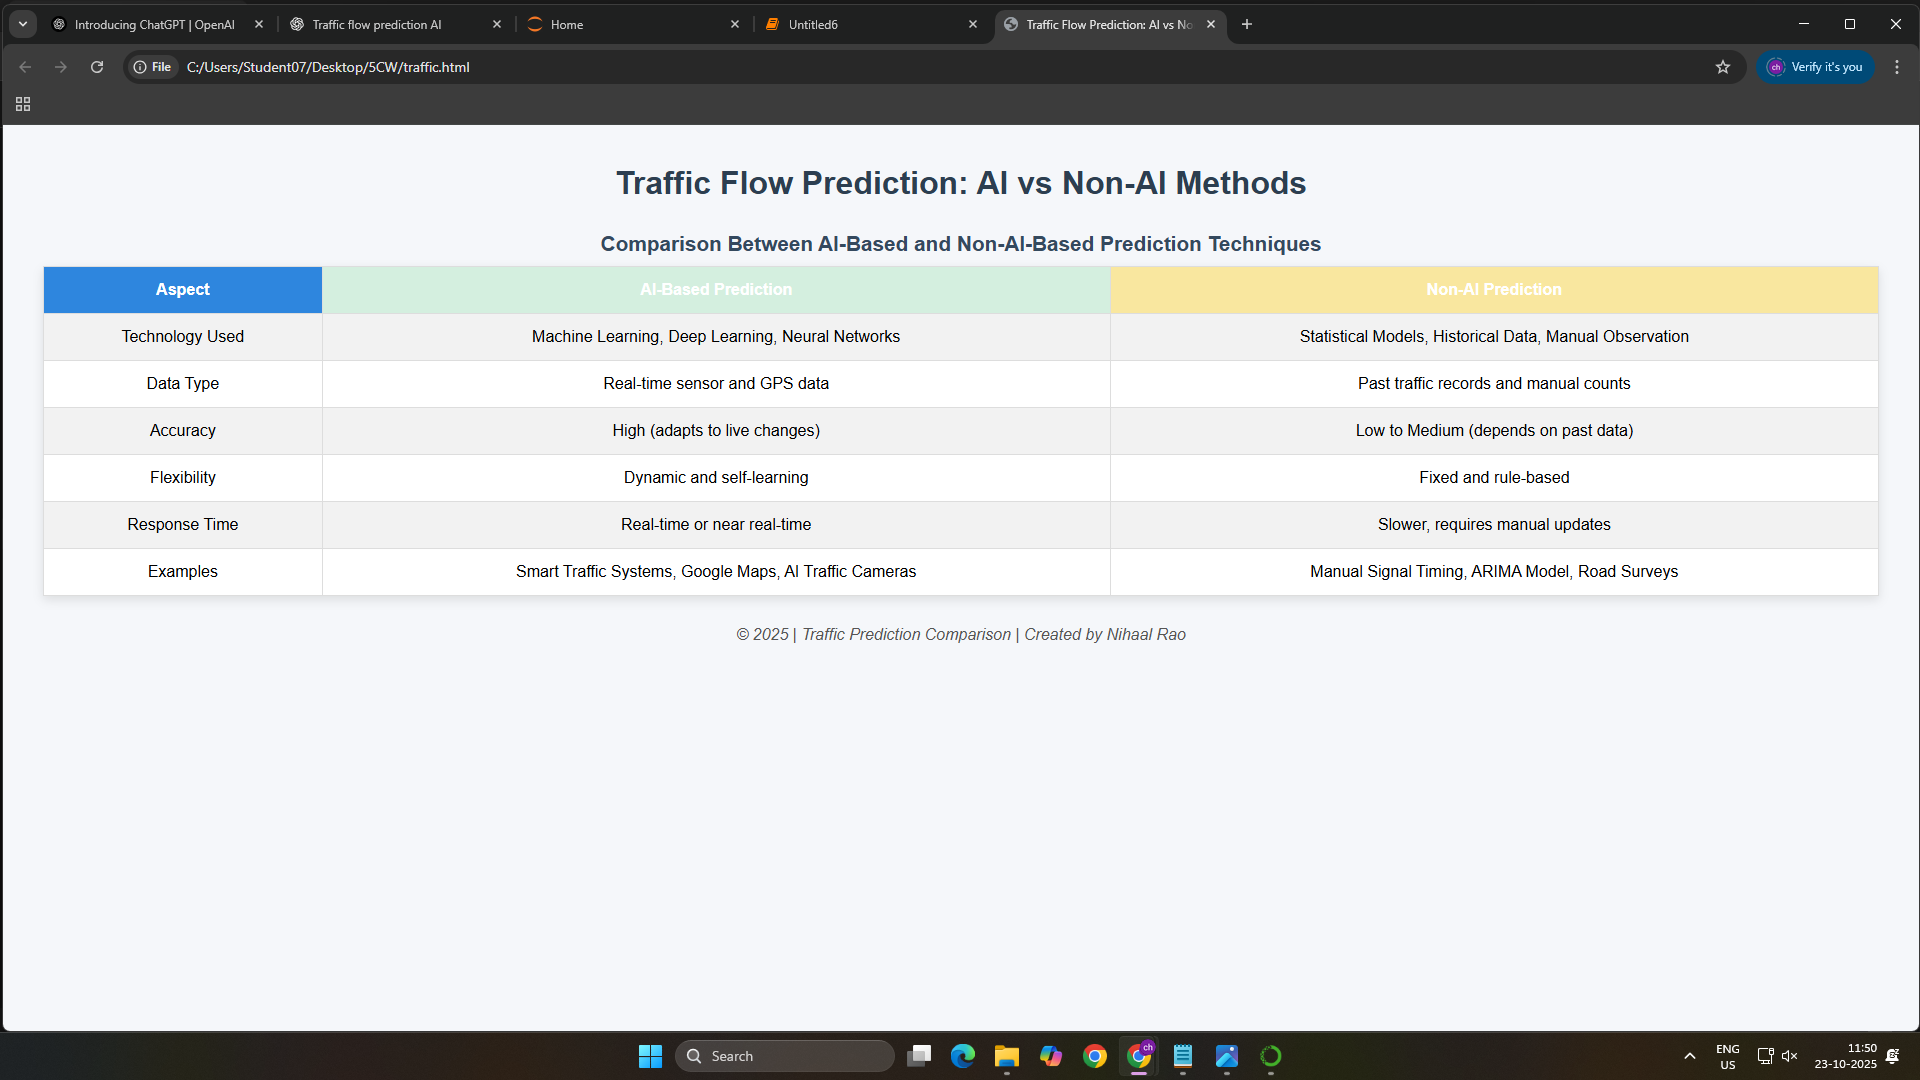 Introducing ChatGPT | OpenAI
Traffic flow prediction AI
Home
Untitled6
Traffic Flow Prediction: AI vs No
File
C:/Users/Student07/Desktop/5CW/traffic.html
ch
Verify it's you
Traffic Flow Prediction: AI vs Non-AI Methods
Comparison Between AI-Based and Non-AI-Based Prediction Techniques
Aspect AI-Based Prediction Non-AI Prediction
Technology Used Machine Learning, Deep Learning, Neural Networks Statistical Models, Historical Data, Manual Observation
Data Type Real-time sensor and GPS data Past traffic records and manual counts
Accuracy High (adapts to live changes) Low to Medium (depends on past data)
Flexibility Dynamic and self-learning Fixed and rule-based
Response Time Real-time or near real-time Slower, requires manual updates
Examples Smart Traffic Systems, Google Maps, AI Traffic Cameras Manual Signal Timing, ARIMA Model, Road Surveys
© 2025 | Traffic Prediction Comparison | Created by Nihaal Rao
Search
ch
ENG
US
11:50
23-10-2025